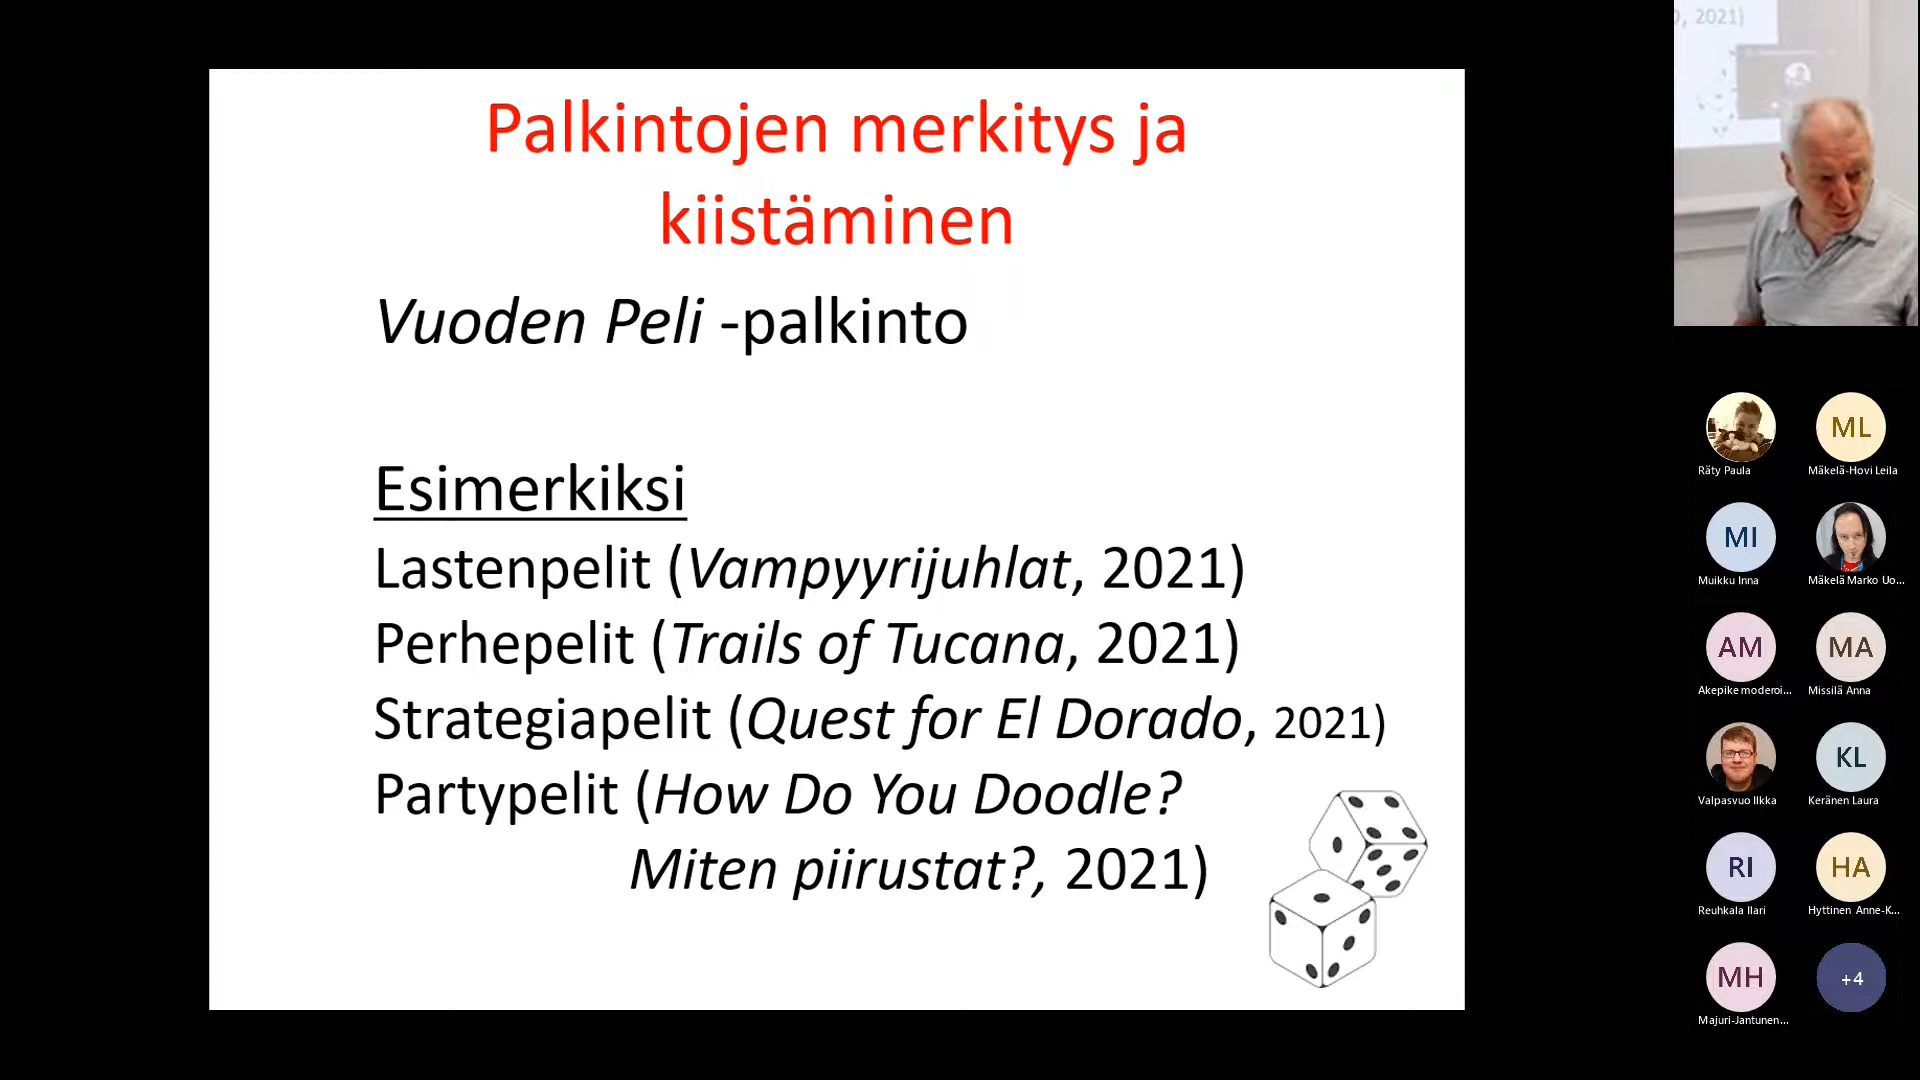 Palkintojen merkitys ja
kiistäminen
Vuoden Peli -palkinto
Esimerkiksi
Lastenpelit (Vampyyrijuhlat, 2021)
Perhepelit (Trails of Tucana, 2021)
Strategiapelit (Quest for El Dorado, 2021)
Partypelit (How Do You Doodle?
Miten piirustat?, 2021)
, 2021)
Räty Paula
ML
Mäkelä-Hovi Leila
MI
Muikku Inna
Mäkelä Marko Uo...
AM
Akepike moderoi...
MA
Missilä Anna
Valpasvuo Ilkka
KL
Keränen Laura
RI
Reuhkala Ilari
HA
Hyttinen Anne-K...
MH
Majuri-Jantunen...
+4